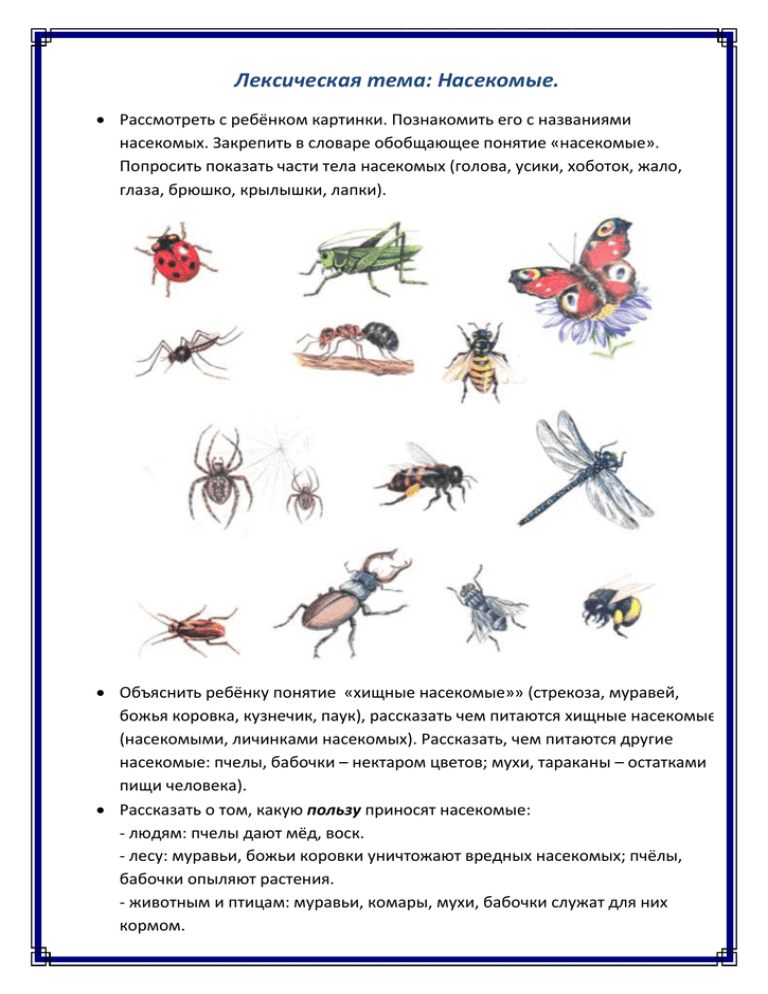 Лексическая тема: Насекомые.
• Рассмотреть с ребёнком картинки. Познакомить его с названиями
насекомых. Закрепить в словаре обобщающее понятие «насекомые».
Попросить показать части тела насекомых (голова, усики, хоботок, жало,
глаза, брюшко, крылышки, лапки).
• Объяснить ребёнку понятие «хищные насекомые»» (стрекоза, муравей,
божья коровка, кузнечик, паук), рассказать чем питаются хищные насекомые
(насекомыми, личинками насекомых). Рассказать, чем питаются другие
насекомые: пчелы, бабочки – нектаром цветов; мухи, тараканы – остатками
пищи человека).
• Рассказать о том, какую пользу приносят насекомые:
- людям: пчелы дают мёд, воск.
- лесу: муравьи, божьи коровки уничтожают вредных насекомых; пчёлы,
бабочки опыляют растения.
- животным и птицам: муравьи, комары, мухи, бабочки служат для них
кормом.